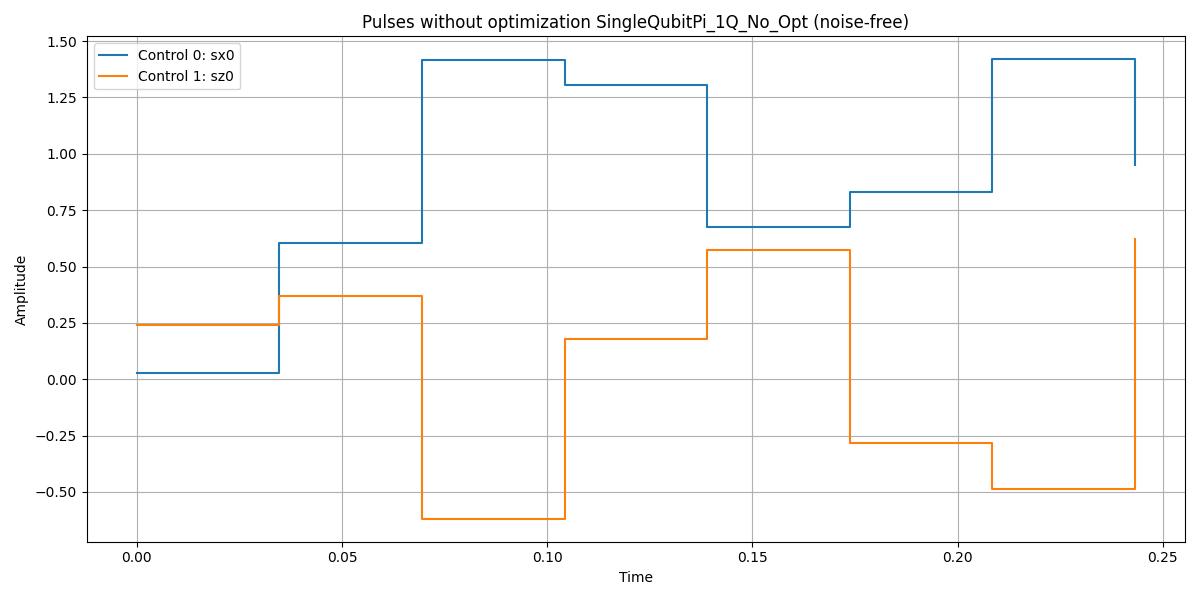 Pulses without optimization SingleQubitPi_1Q_No_Opt (noise-free)
Control 0: sx0
Control 1: sz0
1.50
1.25
1.00
0.75
0.50
0.25
0.00
−0.25
−0.50
Amplitude
0.00 0.05 0.10 0.15 0.20 0.25
Time